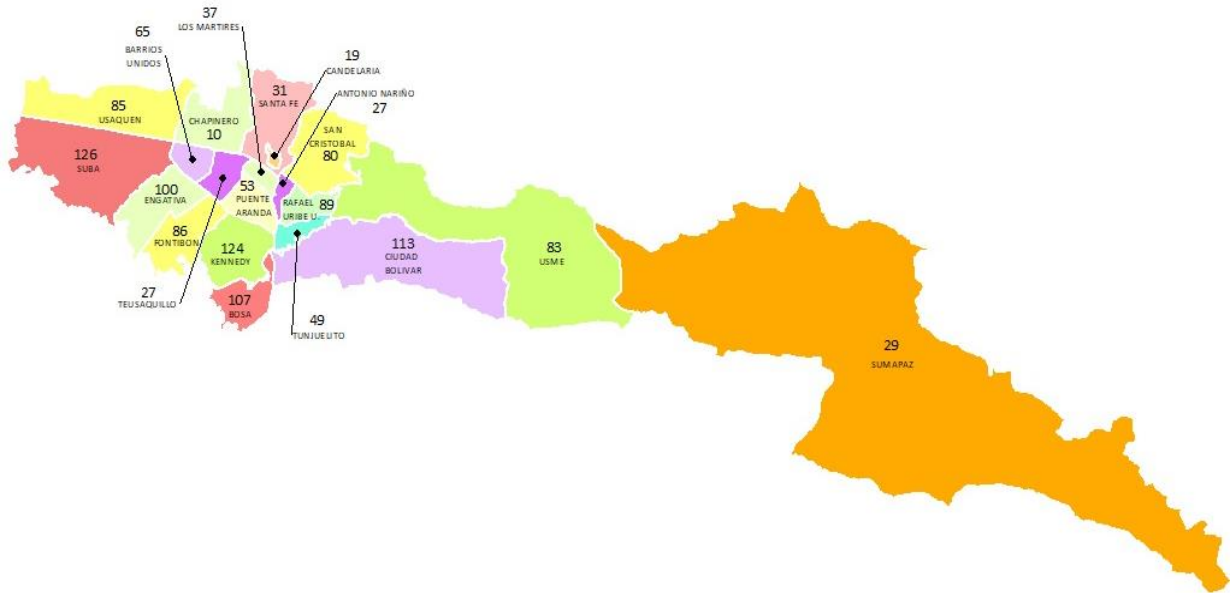 37
LOS MARTIRES
65
BARRIOS
UNIDOS
19
CANDELARIA
31
SANTA FE
ANTONIO NARIÑO
27
85
USAQUEN
CHAPINERO
10
SAN
CRISTOBAL
80
126
SUBA
100
ENGATIVA
53
PUENTE
ARANDA
RAFAEL
URIBE U.
89
86
FONTIBON
124
KENNEDY
113
CIUDAD
BOLIVAR
83
USME
27
TEUSAQUILLO
107
BOSA
49
TUNJUELITO
29
SUMAPAZ